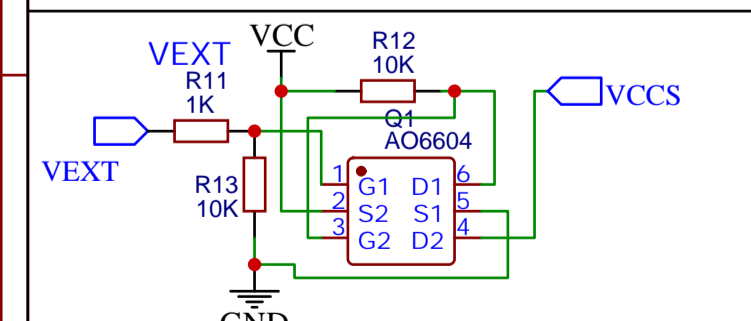 VCC
R12
10K
VEXT
R11
1K
VCCS
Q1
AO6604
VEXT
R13
10K
1 G1 D1 6
2 S2 S1 5
3 G2 D2 4
GND